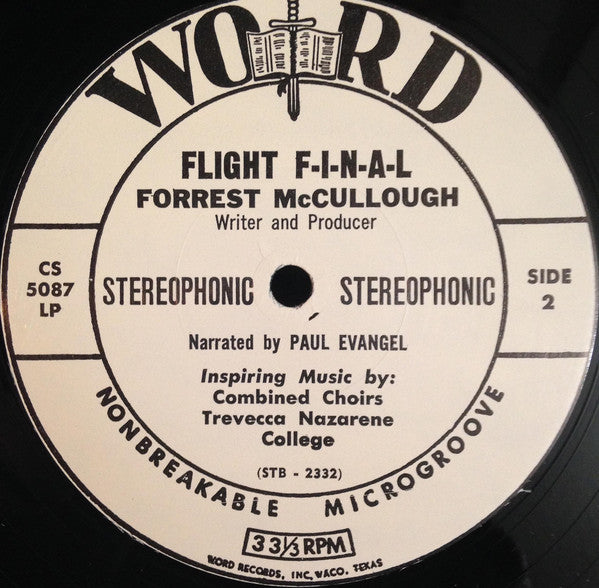 WORD
FLIGHT F-I-N-A-L
FORREST McCULLOUGH
Writer and Producer
CS
5087
LP
STEREOPHONIC STEREOPHONIC
SIDE
2
Narrated by PAUL EVANGEL
Inspiring Music by:
Combined Choirs
Trevecca Nazarene
College
(STB - 2332)
NONBREAKABLE MICROGROOVE
33⅓ RPM
WORD RECORDS, INC. WACO, TEXAS